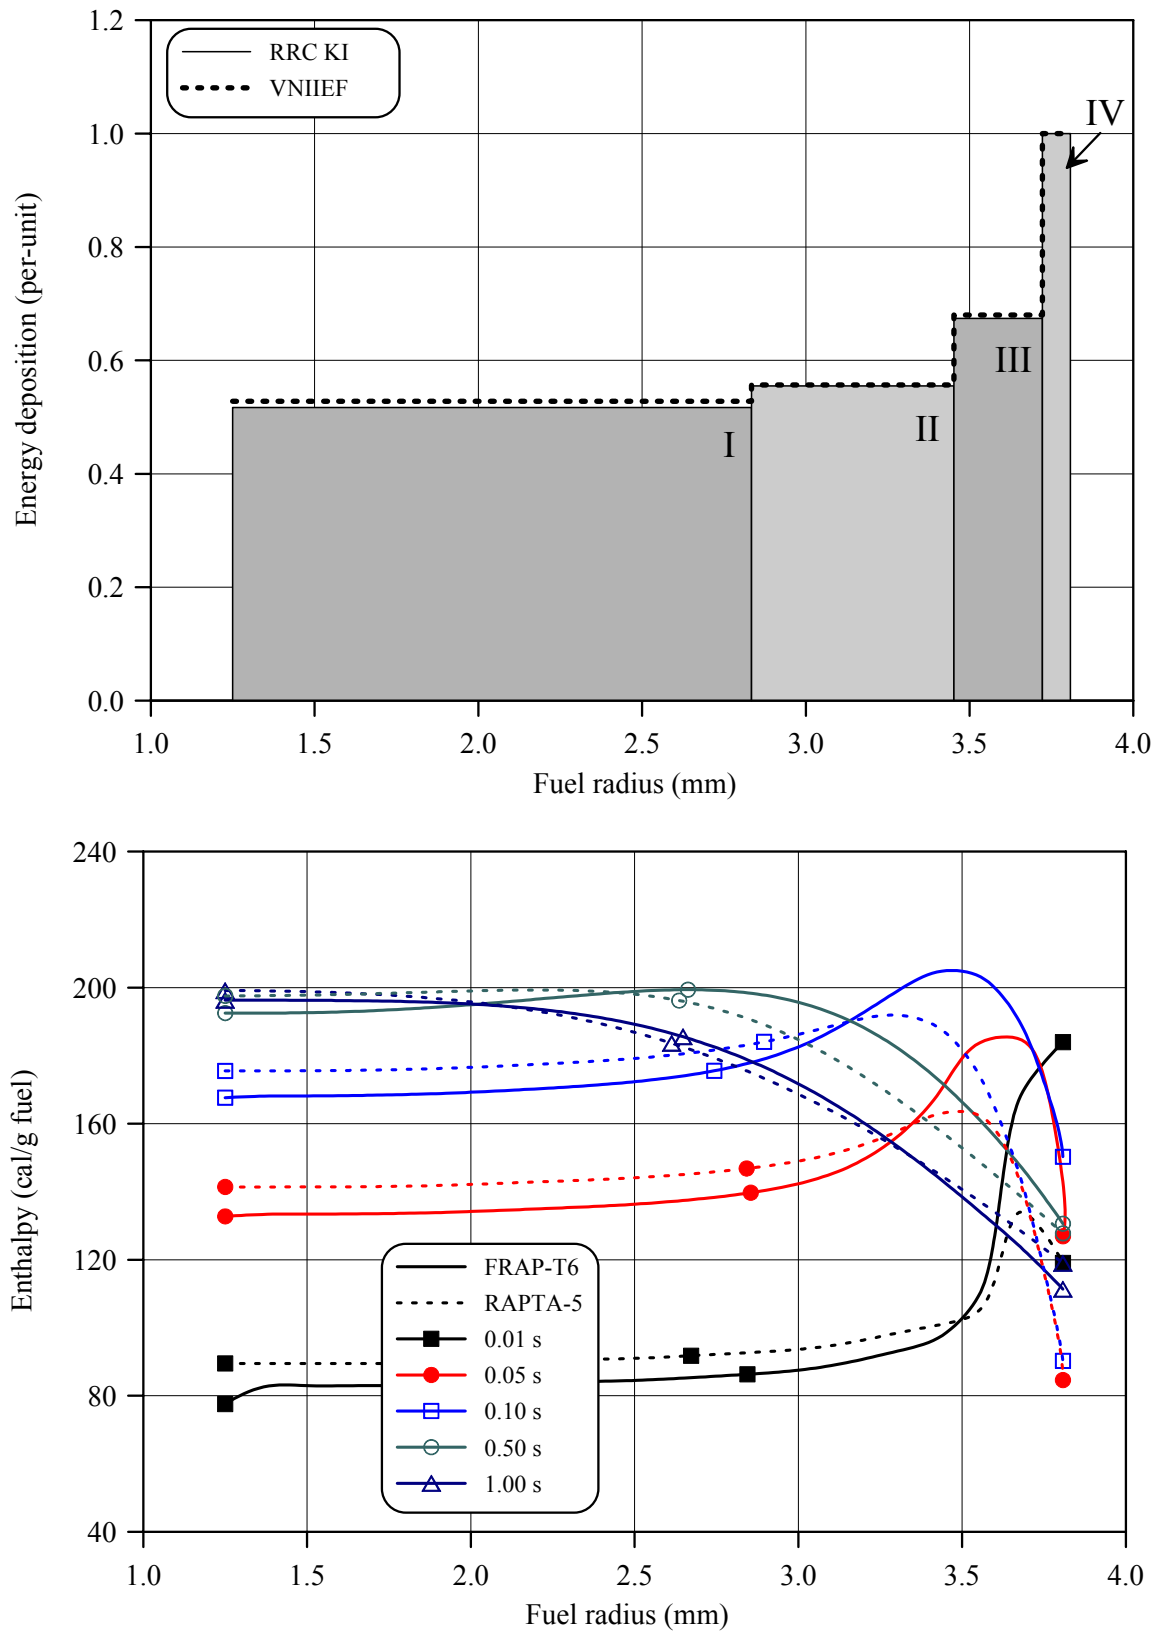 1.2
RRC KI
VNIIEF
IV
1.0
0.8
0.6
III
II
I
0.4
0.2
0.0
Energy deposition (per-unit)
1.0 1.5 2.0 2.5 3.0 3.5 4.0
Fuel radius (mm)
240
200
160
120
80
40
Enthalpy (cal/g fuel)
FRAP-T6
RAPTA-5
0.01 s
0.05 s
0.10 s
0.50 s
1.00 s
1.0 1.5 2.0 2.5 3.0 3.5 4.0
Fuel radius (mm)